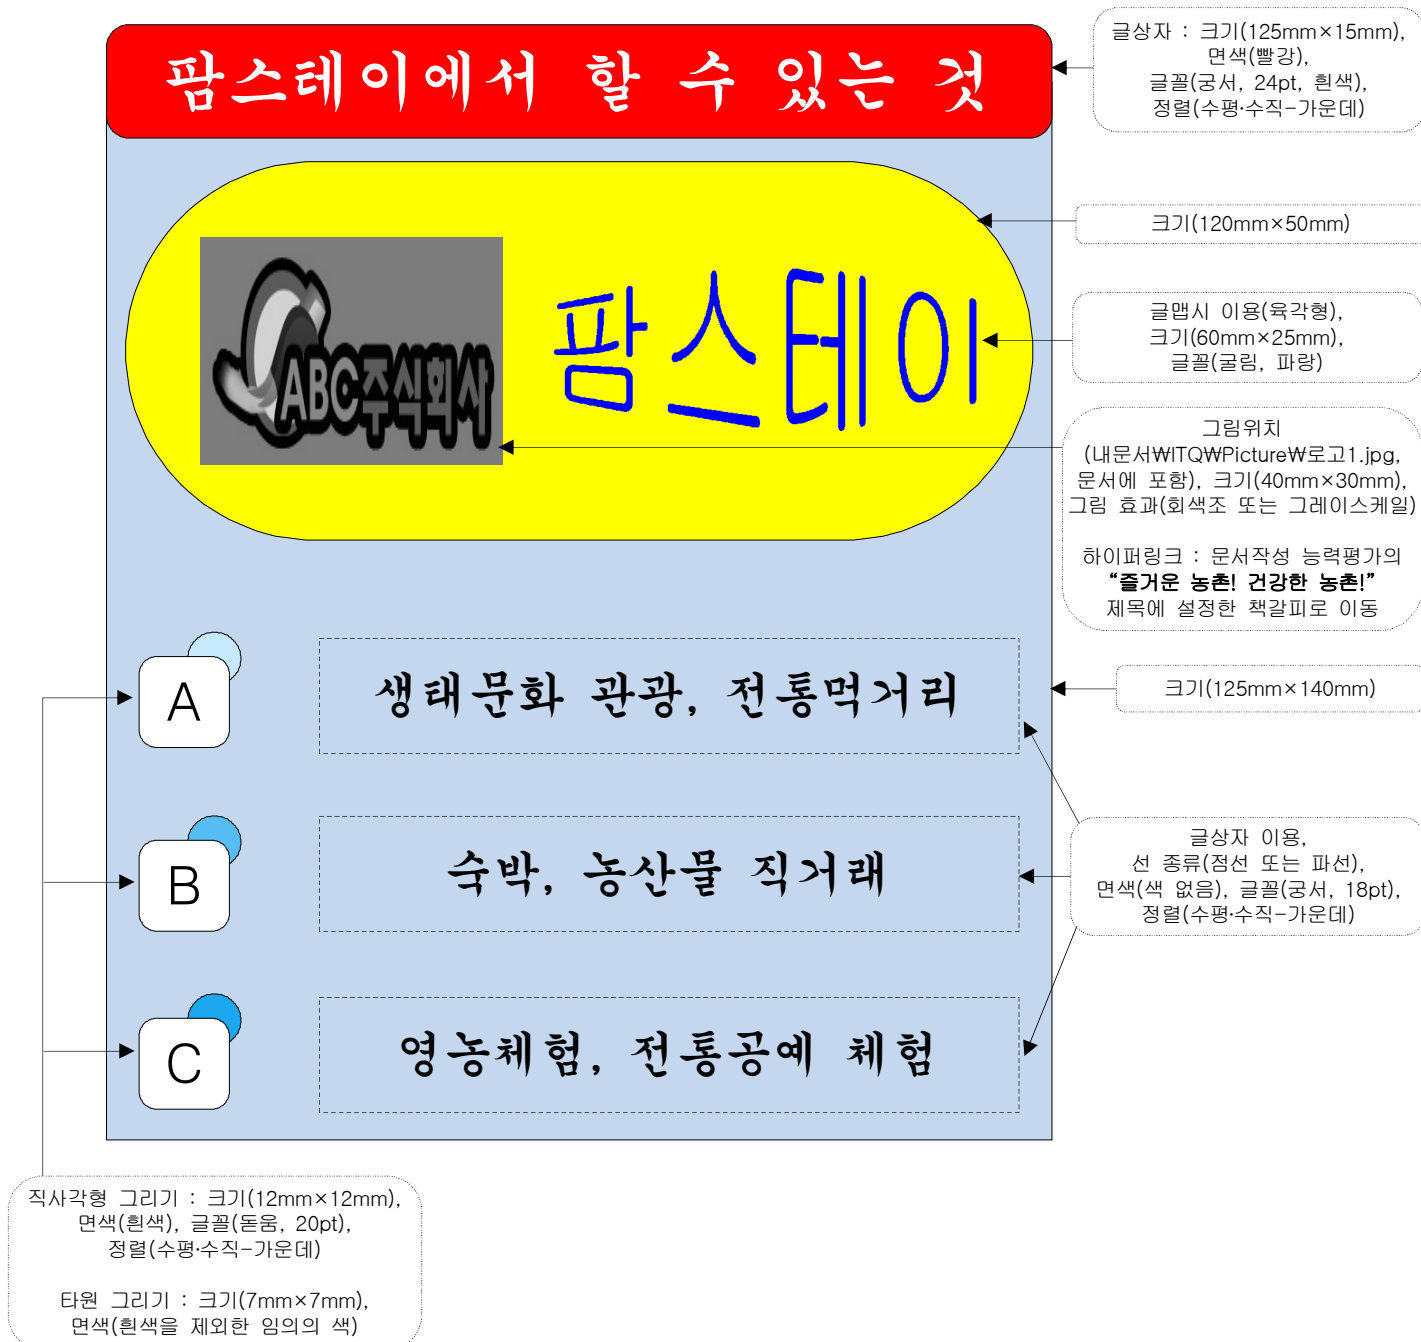 팜스테이에서 할 수 있는 것
글상자 : 크기(125mm×15mm),
면색(빨강),
글꼴(궁서, 24pt, 흰색),
정렬(수평·수직-가운데)
크기(120mm×50mm)
ABC주식회사
팜스테이
글맵시 이용(육각형),
크기(60mm×25mm),
글꼴(굴림, 파랑)
그림위치
(내문서₩ITQ₩Picture₩로고1.jpg,
문서에 포함), 크기(40mm×30mm),
그림 효과(회색조 또는 그레이스케일)
하이퍼링크 : 문서작성 능력평가의
“즐거운 농촌! 건강한 농촌!”
제목에 설정한 책갈피로 이동
A
생태문화 관광, 전통먹거리
크기(125mm×140mm)
B
숙박, 농산물 직거래
글상자 이용,
선 종류(점선 또는 파선),
면색(색 없음), 글꼴(궁서, 18pt),
정렬(수평·수직-가운데)
C
영농체험, 전통공예 체험
직사각형 그리기 : 크기(12mm×12mm),
면색(흰색), 글꼴(돋움, 20pt),
정렬(수평·수직-가운데)
타원 그리기 : 크기(7mm×7mm),
면색(흰색을 제외한 임의의 색)